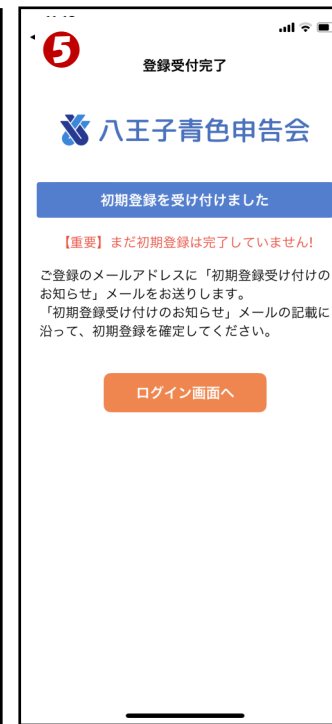 5
登録受付完了
八王子青色申告会
初期登録を受け付けました
【重要】まだ初期登録は完了していません!
ご登録のメールアドレスに「初期登録受け付けの
お知らせ」メールをお送りします。
「初期登録受け付けのお知らせ」メールの記載に
沿って、初期登録を確定してください。
ログイン画面へ